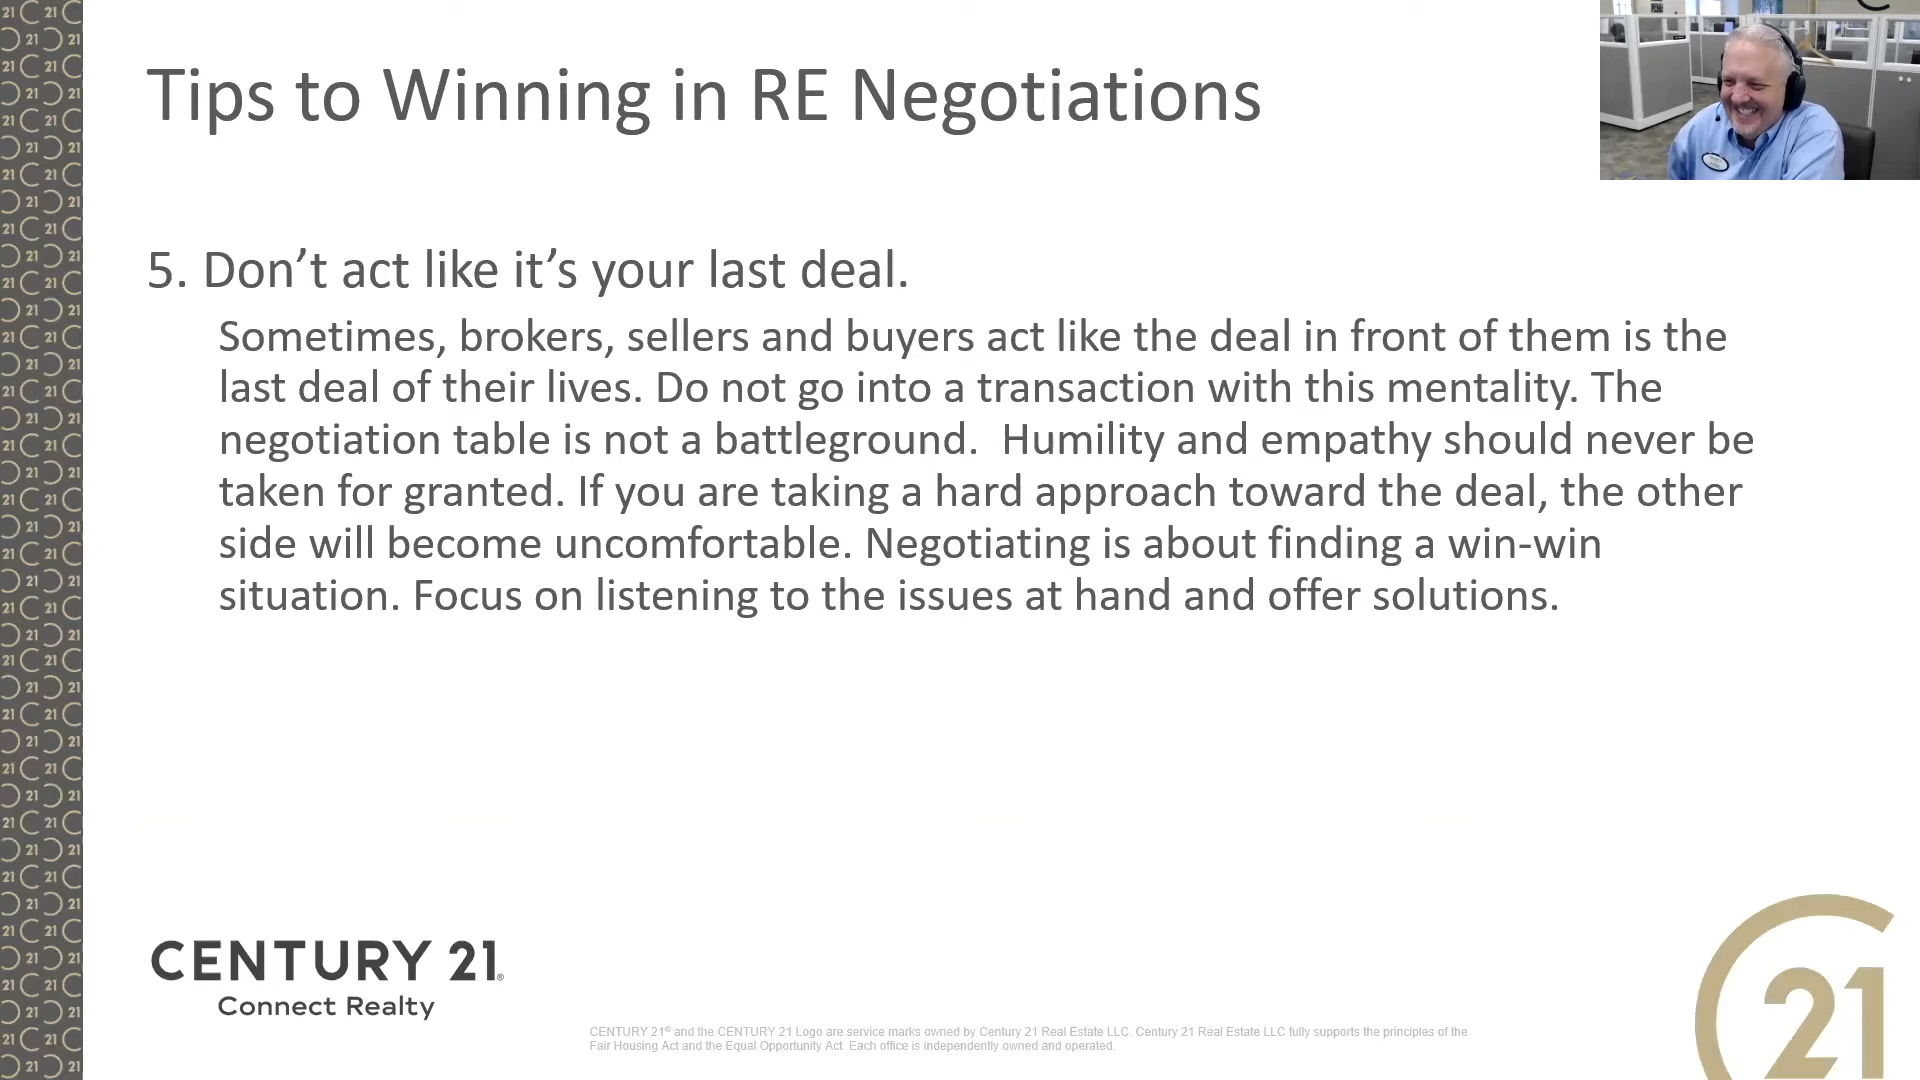 Tips to Winning in RE Negotiations
5. Don’t act like it’s your last deal.
Sometimes, brokers, sellers and buyers act like the deal in front of them is the
last deal of their lives. Do not go into a transaction with this mentality. The
negotiation table is not a battleground.  Humility and empathy should never be
taken for granted. If you are taking a hard approach toward the deal, the other
side will become uncomfortable. Negotiating is about finding a win-win
situation. Focus on listening to the issues at hand and offer solutions.
CENTURY 21®
Connect Realty
CENTURY 21® and the CENTURY 21 Logo are service marks owned by Century 21 Real Estate LLC. Century 21 Real Estate LLC fully supports the principles of the
Fair Housing Act and the Equal Opportunity Act. Each office is independently owned and operated.
C21